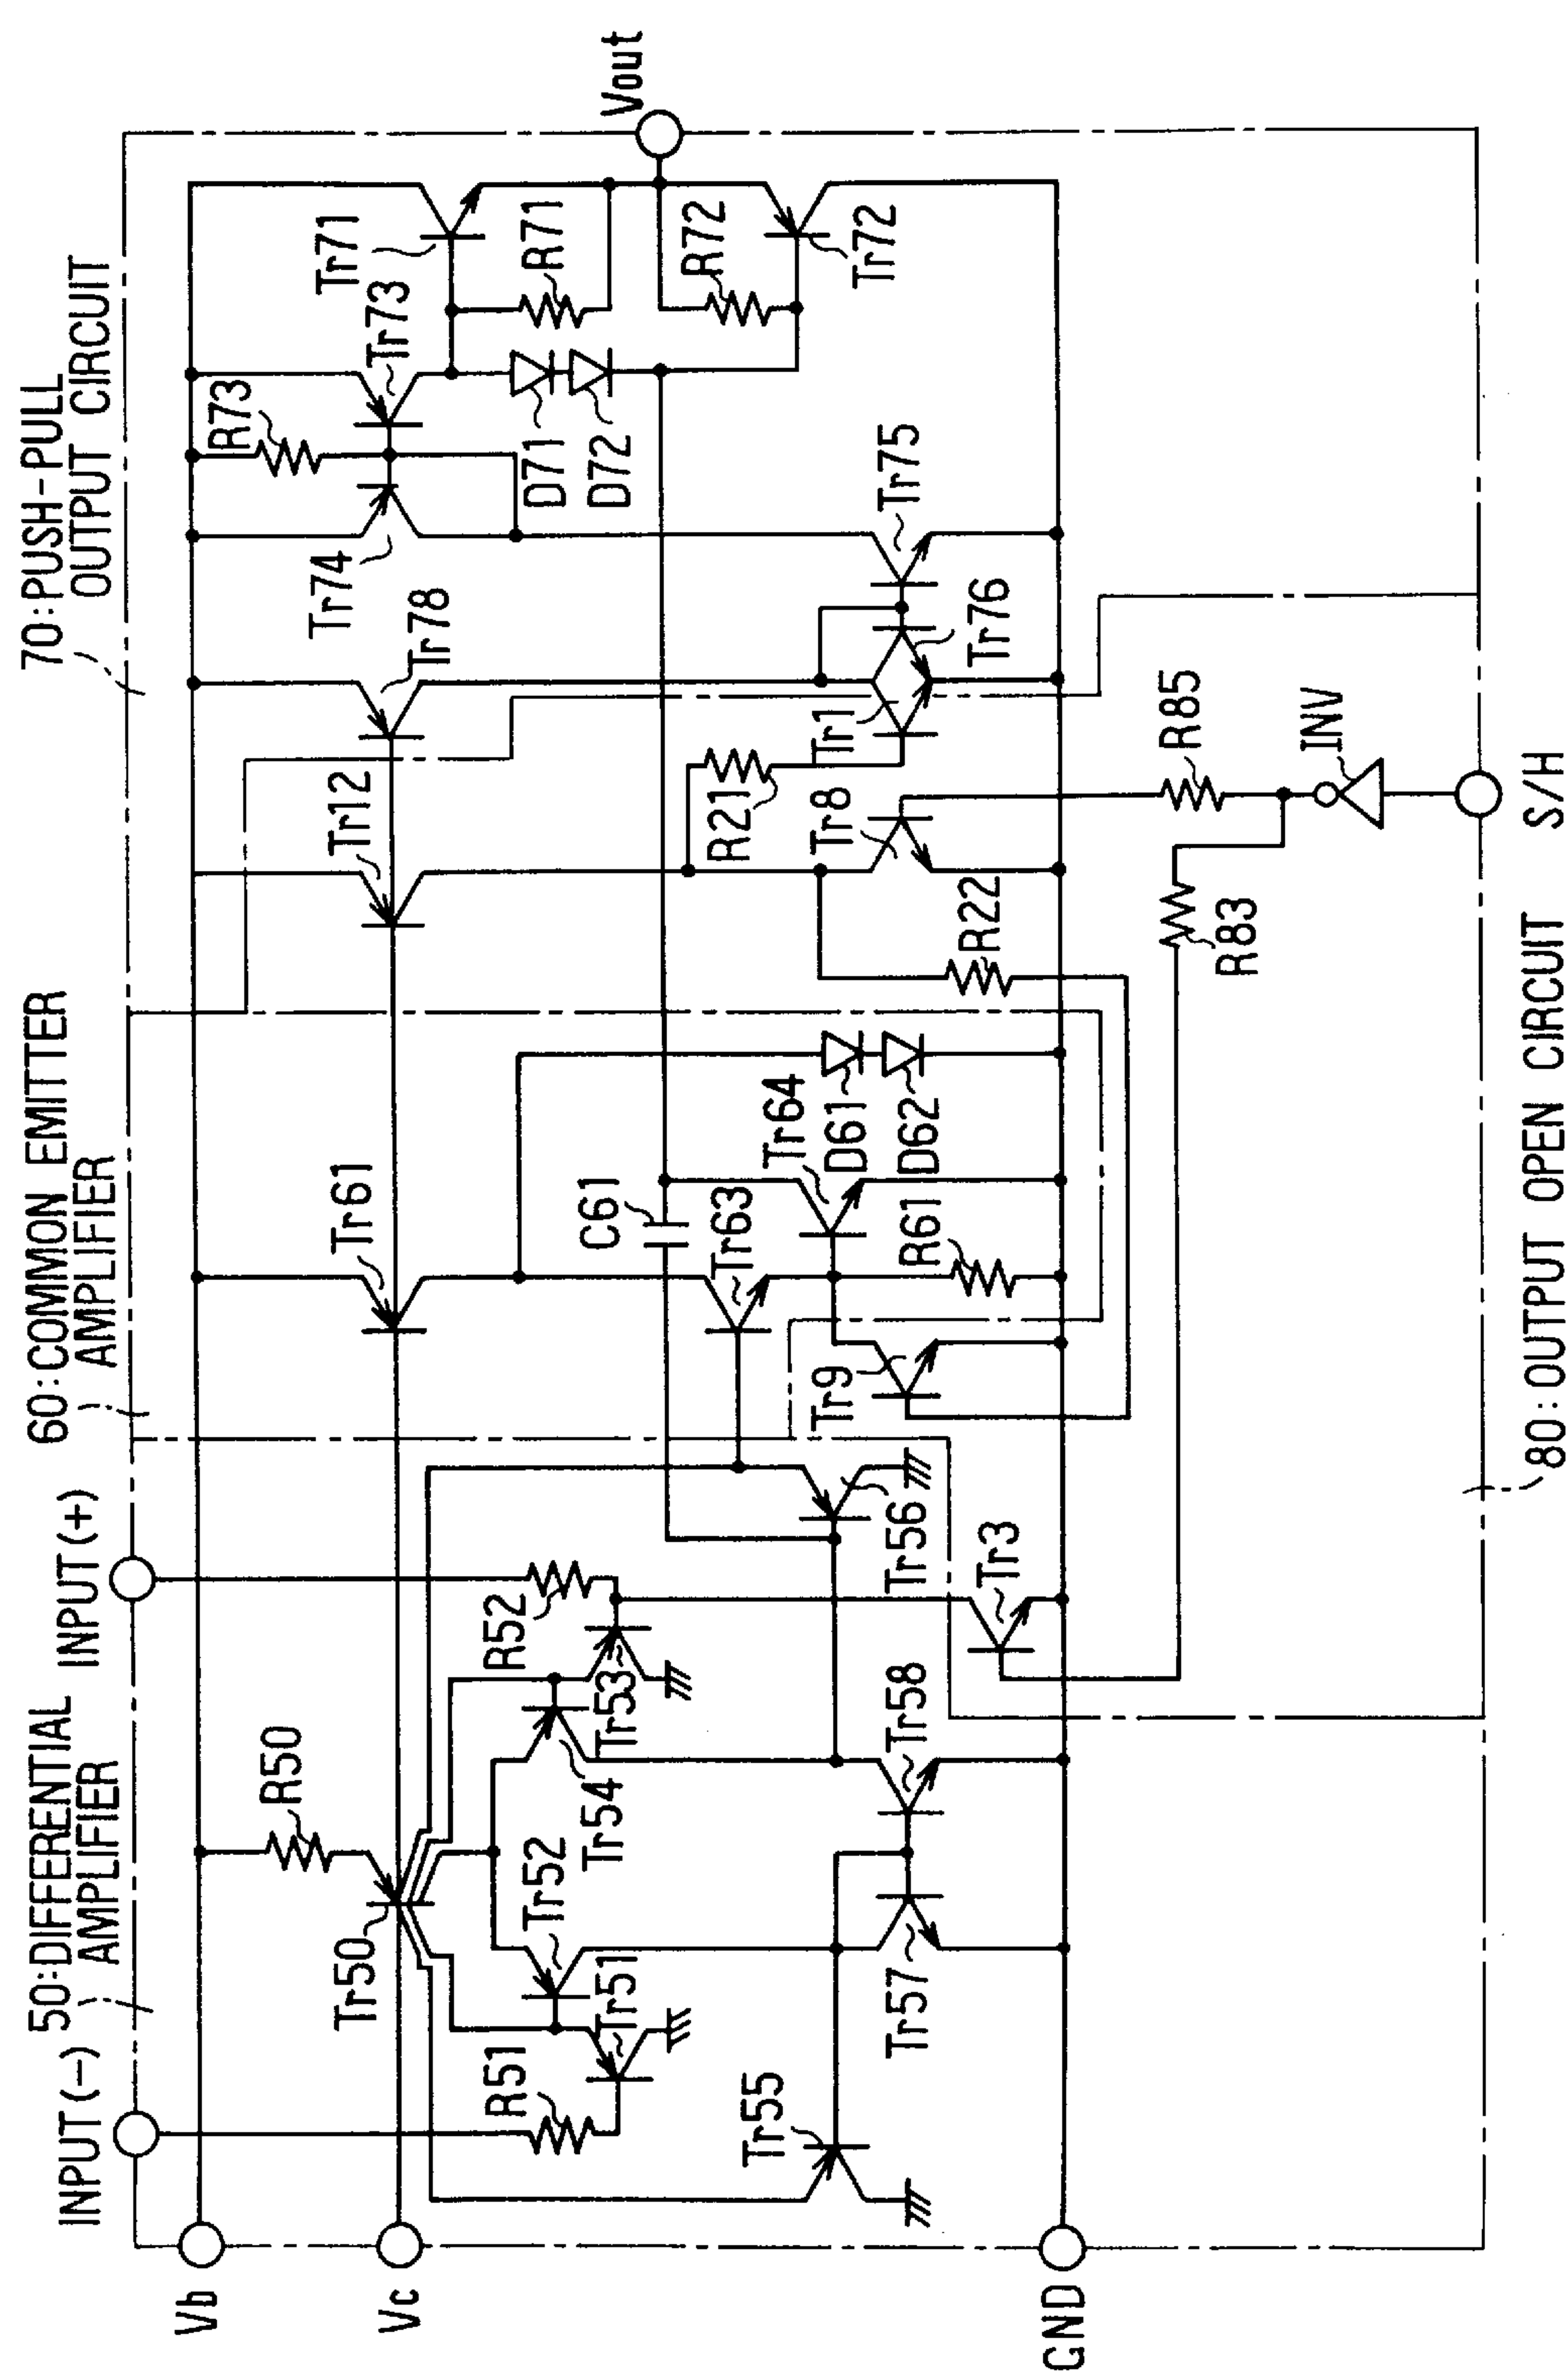 70:PUSH-PULL
OUTPUT CIRCUIT
60:COMMON EMITTER
AMPLIFIER
50:DIFFERENTIAL
AMPLIFIER
INPUT(-)
INPUT(+)
Vb
Vc
GND
Vout
S/H
80:OUTPUT OPEN CIRCUIT
R50
Tr50
R51
Tr51
Tr52
R52
Tr53
Tr54
Tr55
Tr56
Tr57
Tr58
Tr3
Tr61
C61
Tr63
Tr64
D61
D62
R61
Tr9
Tr12
R21
Tr8
R22
R83
R85
INV
Tr78
Tr1
Tr76
Tr75
Tr74
R73
Tr73
D71
D72
Tr71
R71
R72
Tr72